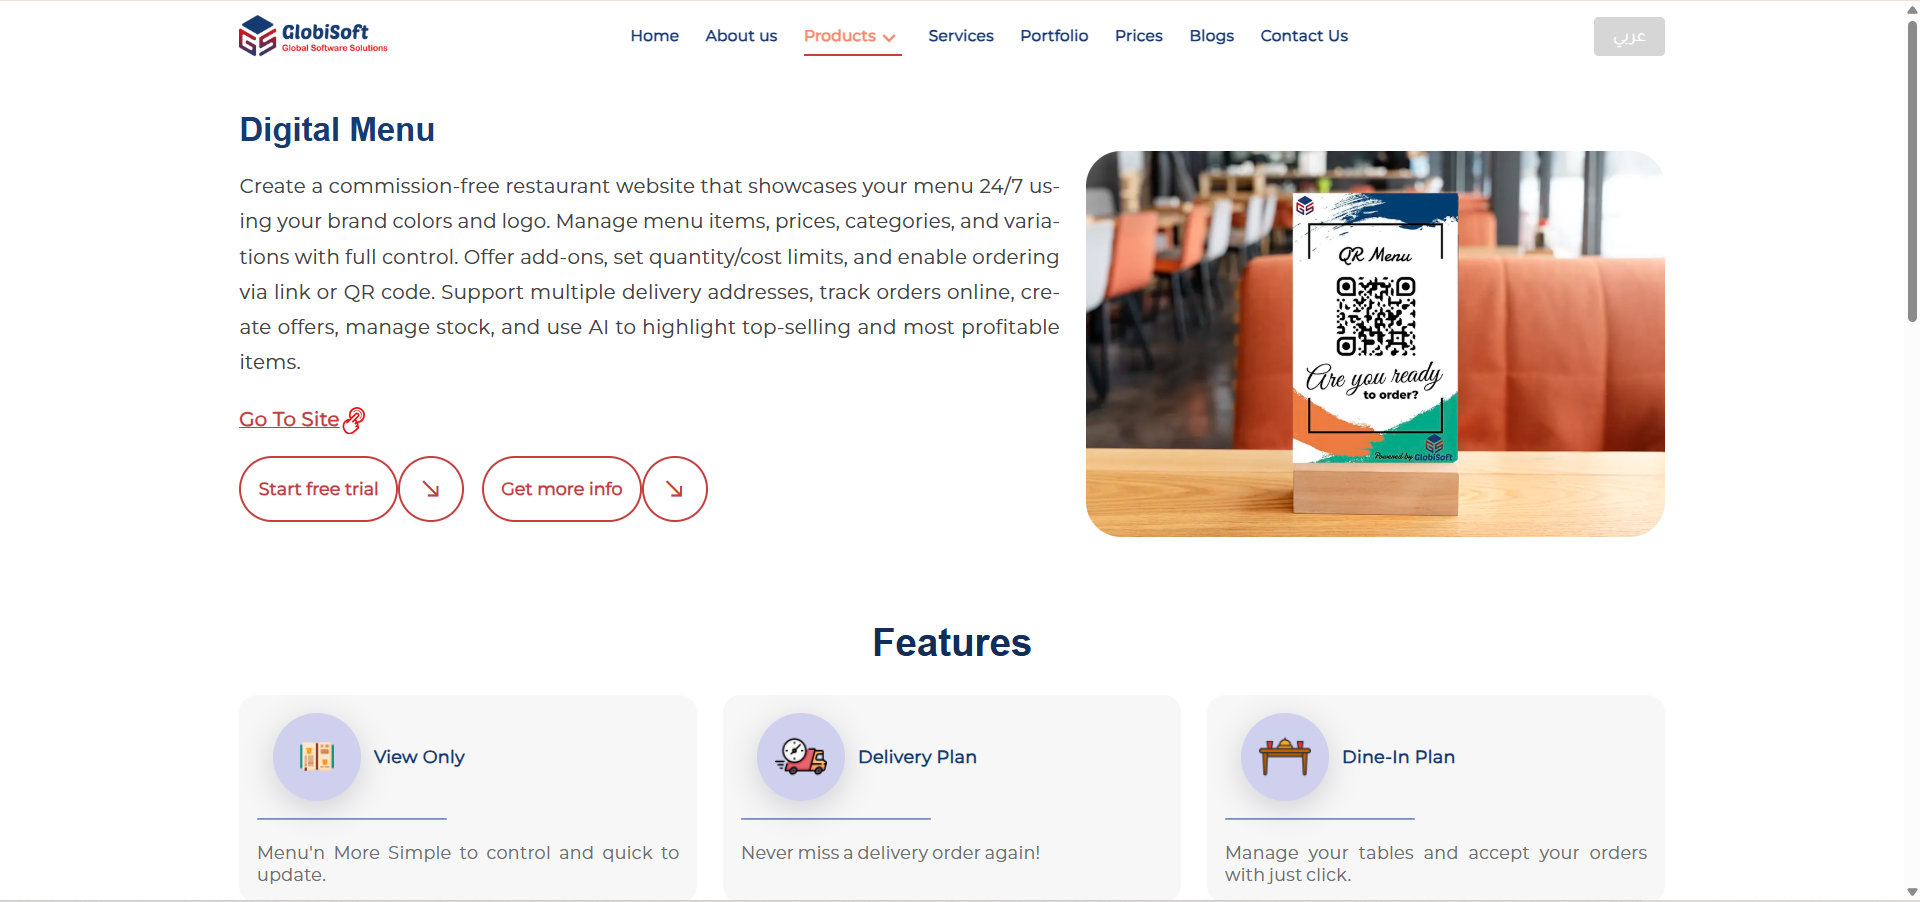 GlobiSoft
Global Software Solutions
Home
About us
Products
Services
Portfolio
Prices
Blogs
Contact Us
عربي
Digital Menu
Create a commission-free restaurant website that showcases your menu 24/7 us-
ing your brand colors and logo. Manage menu items, prices, categories, and varia-
tions with full control. Offer add-ons, set quantity/cost limits, and enable ordering
via link or QR code. Support multiple delivery addresses, track orders online, cre-
ate offers, manage stock, and use AI to highlight top-selling and most profitable
items.
Go To Site
Start free trial
Get more info
QR Menu
Are you ready
to order?
Powered by GlobiSoft
Features
View Only
Menu'n More Simple to control and quick to
update.
Delivery Plan
Never miss a delivery order again!
Dine-In Plan
Manage your tables and accept your orders
with just click.